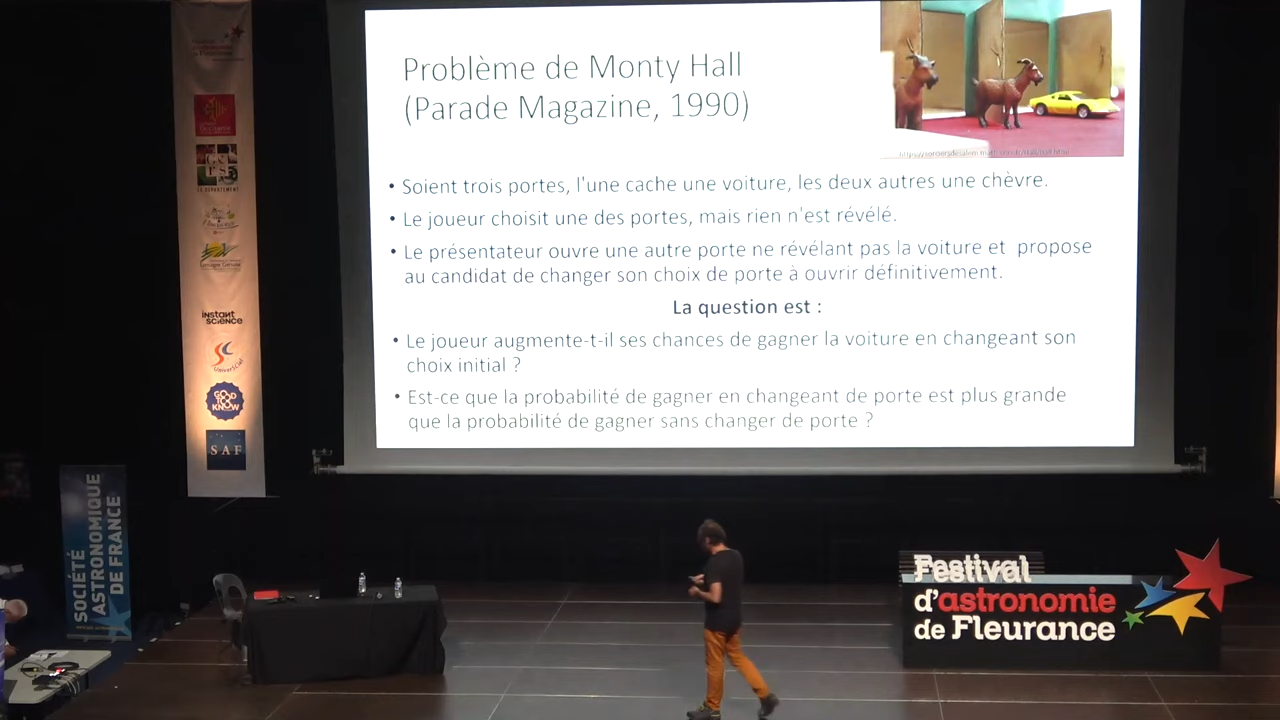 Problème de Monty Hall
(Parade Magazine, 1990)
• Soient trois portes, l'une cache une voiture, les deux autres une chèvre.
• Le joueur choisit une des portes, mais rien n'est révélé.
• Le présentateur ouvre une autre porte ne révélant pas la voiture et propose
au candidat de changer son choix de porte à ouvrir définitivement.
La question est :
• Le joueur augmente-t-il ses chances de gagner la voiture en changeant son
choix initial ?
• Est-ce que la probabilité de gagner en changeant de porte est plus grande
que la probabilité de gagner sans changer de porte ?
instant
science
UniverSCiel
GOOD
TO
KNOW
SAF
SOCIÉTÉ
ASTRONOMIQUE
DE FRANCE
Festival
d'astronomie
de Fleurance